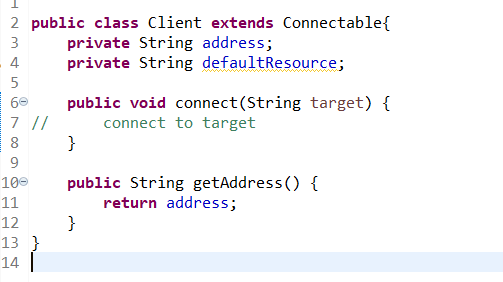 1
2 public class Client extends Connectable{
3     private String address;
4     private String defaultResource;
5
6     public void connect(String target) {
7 //      connect to target
8     }
9
10     public String getAddress() {
11         return address;
12     }
13 }
14